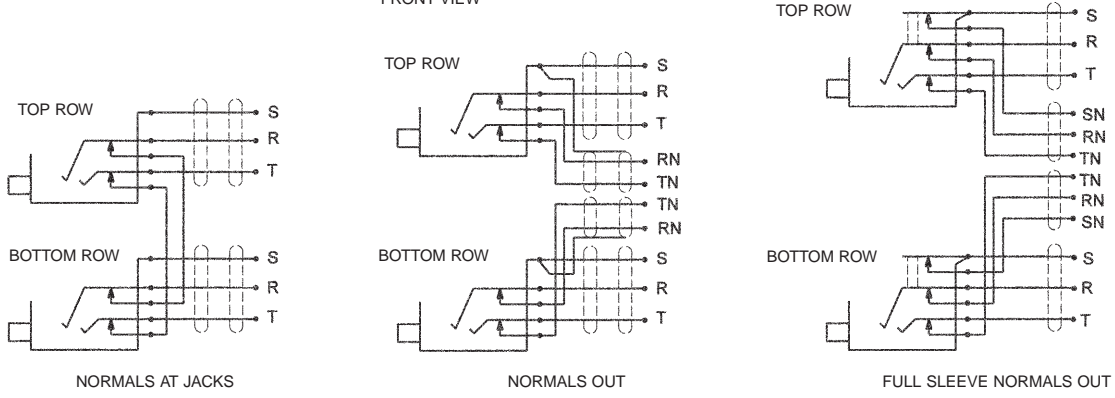 FRONT VIEW
TOP ROW
S
R
T
BOTTOM ROW
S
R
T
NORMALS AT JACKS
TOP ROW
S
R
T
RN
TN
TN
RN
BOTTOM ROW
S
R
T
NORMALS OUT
TOP ROW
S
R
T
SN
RN
TN
TN
RN
SN
BOTTOM ROW
S
R
T
FULL SLEEVE NORMALS OUT